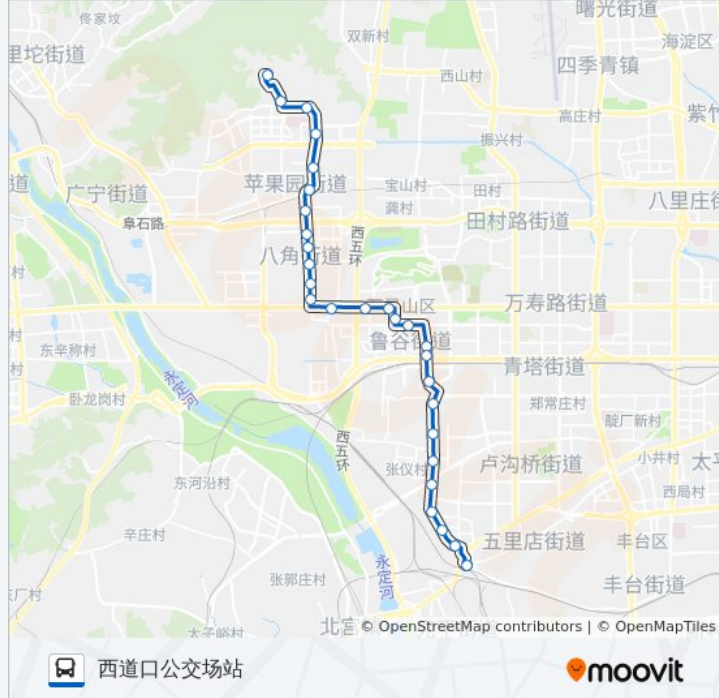 佟家坟
双新村
曙光街道
里坨街道
海淀区
四季青镇
西山村
高庄村
紫竹
振兴村
道
苹果园街道
广宁街道
宝山村
田村
龚村
八里庄街
阜石路
田村路街道
西五环
八角街道
村
万寿路街道
山区
村
鲁谷街道
东辛称村
青塔街道
村
永定河
卧龙岗村
郑常庄村
靛厂新村
西五环
小井村
太平
张仪村
卢沟桥街道
东河沿村
西局村
辛庄村
五里店街道
丰台区
永定河
张郭庄村
丰台街道
厂村
太子峪村
北宫
© OpenStreetMap contributors | © OpenMapTiles
西道口公交场站
moovit